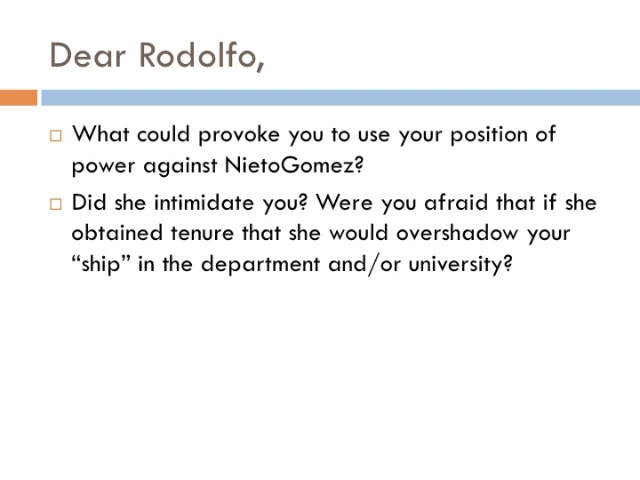 Dear Rodolfo,
What could provoke you to use your position of
power against NietoGomez?
Did she intimidate you? Were you afraid that if she
obtained tenure that she would overshadow your
“ship” in the department and/or university?